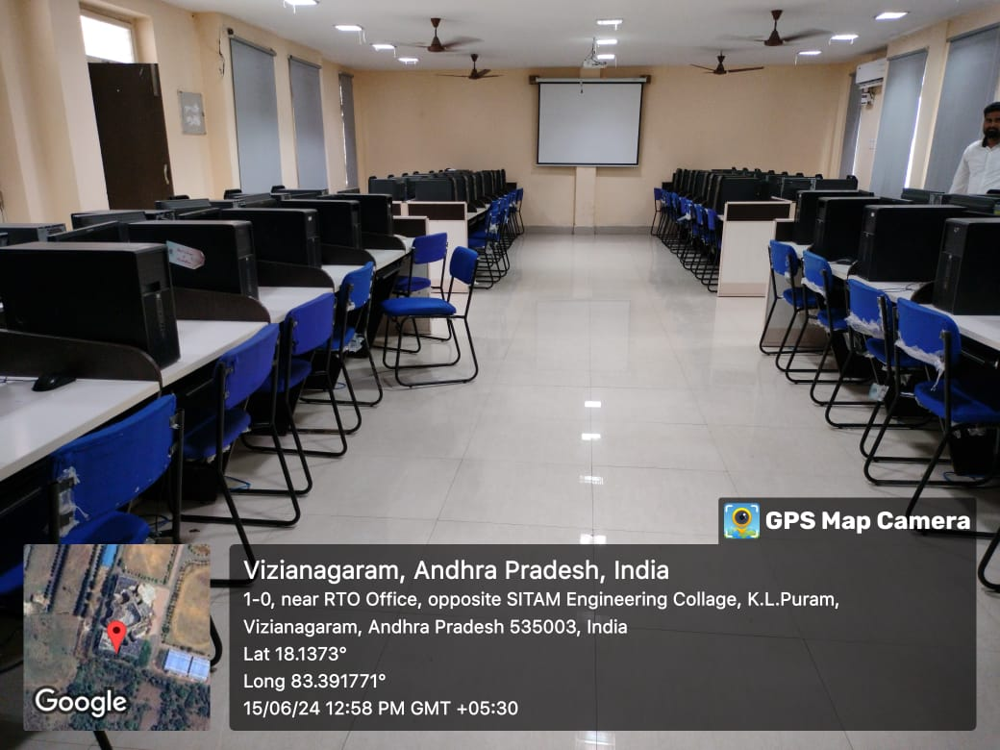 GPS Map Camera
Vizianagaram, Andhra Pradesh, India
1-0, near RTO Office, opposite SITAM Engineering Collage, K.L.Puram,
Vizianagaram, Andhra Pradesh 535003, India
Lat 18.1373°
Long 83.391771°
15/06/24 12:58 PM GMT +05:30
Google